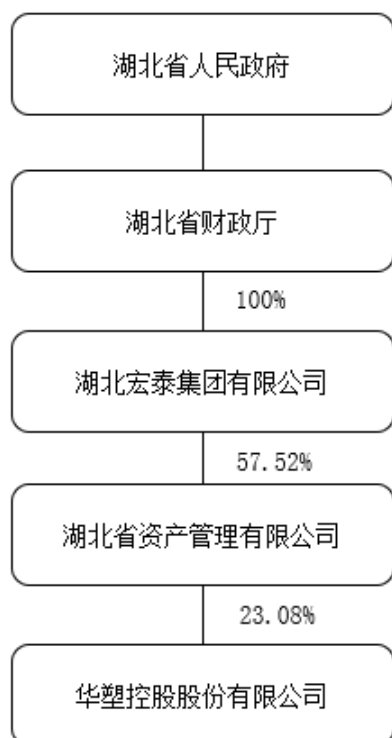 湖北省人民政府
湖北省财政厅
100%
湖北宏泰集团有限公司
57.52%
湖北省资产管理有限公司
23.08%
华塑控股股份有限公司